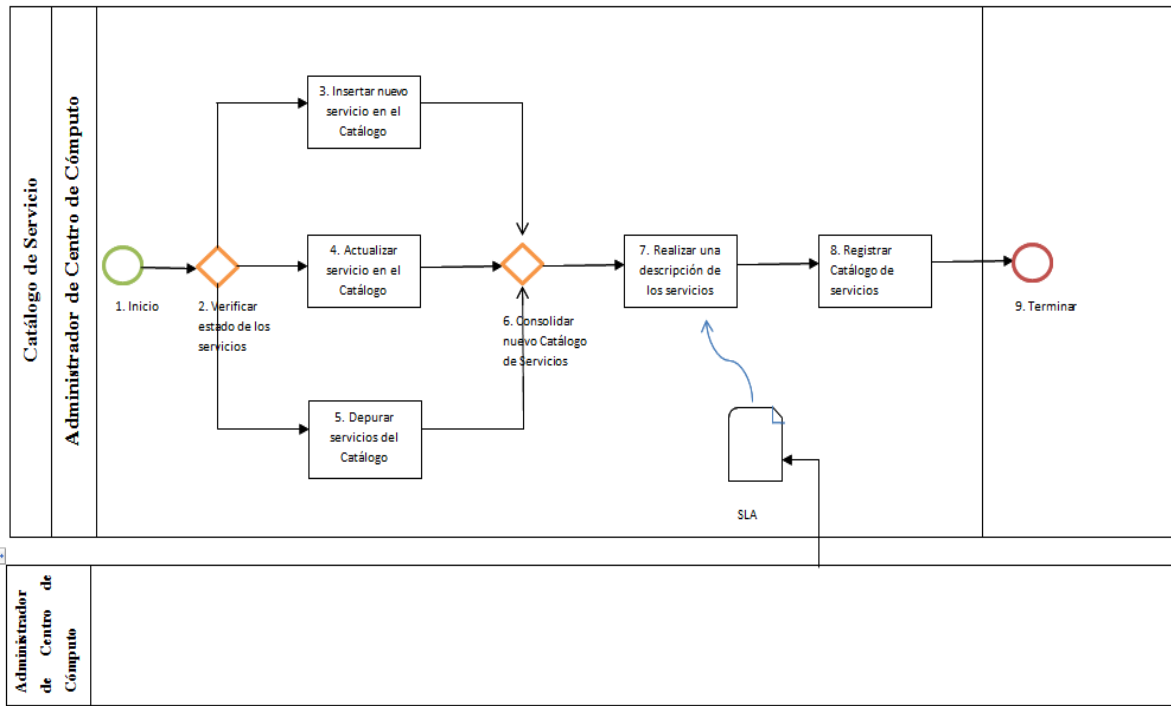 Catálogo de Servicio
Administrador de Centro de Cómputo
1. Inicio
2. Verificar
estado de los
servicios
3. Insertar nuevo
servicio en el
Catálogo
4. Actualizar
servicio en el
Catálogo
5. Depurar
servicios del
Catálogo
6. Consolidar
nuevo Catálogo
de Servicios
7. Realizar una
descripción de
los servicios
8. Registrar
Catálogo de
servicios
9. Terminar
SLA
Administrador
de Centro de
Cómputo